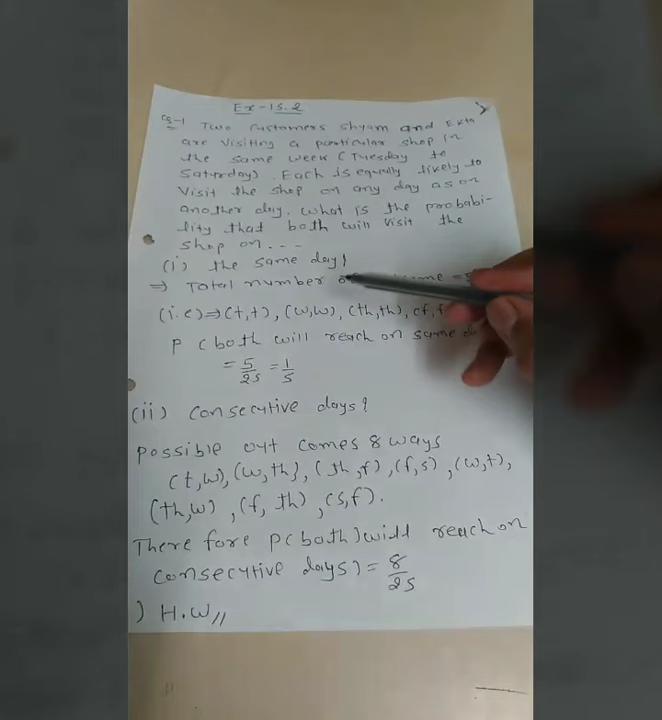 Ex-15.2
Qs-1 Two customers Shyam and Ekta
are visiting a particular shop in
the same week (Tuesday to
Saturday). Each is equally likely to
visit the shop on any day as on
another day. What is the probabi-
lity that both will visit the
shop on...
(i) the same day?
⇒ Total number
(i.e) ⇒ (t,t), (w,w), (th,th), (f,f
P (both will reach on same
= 5/25 = 1/5
(ii) Consecutive days?
possible out comes 8 ways
(t,w), (w,th), (th,f), (f,s), (w,t),
(th,w), (f,th), (s,f).
There fore P(both) will reach on
consecutive days) = 8/25
) H.W//